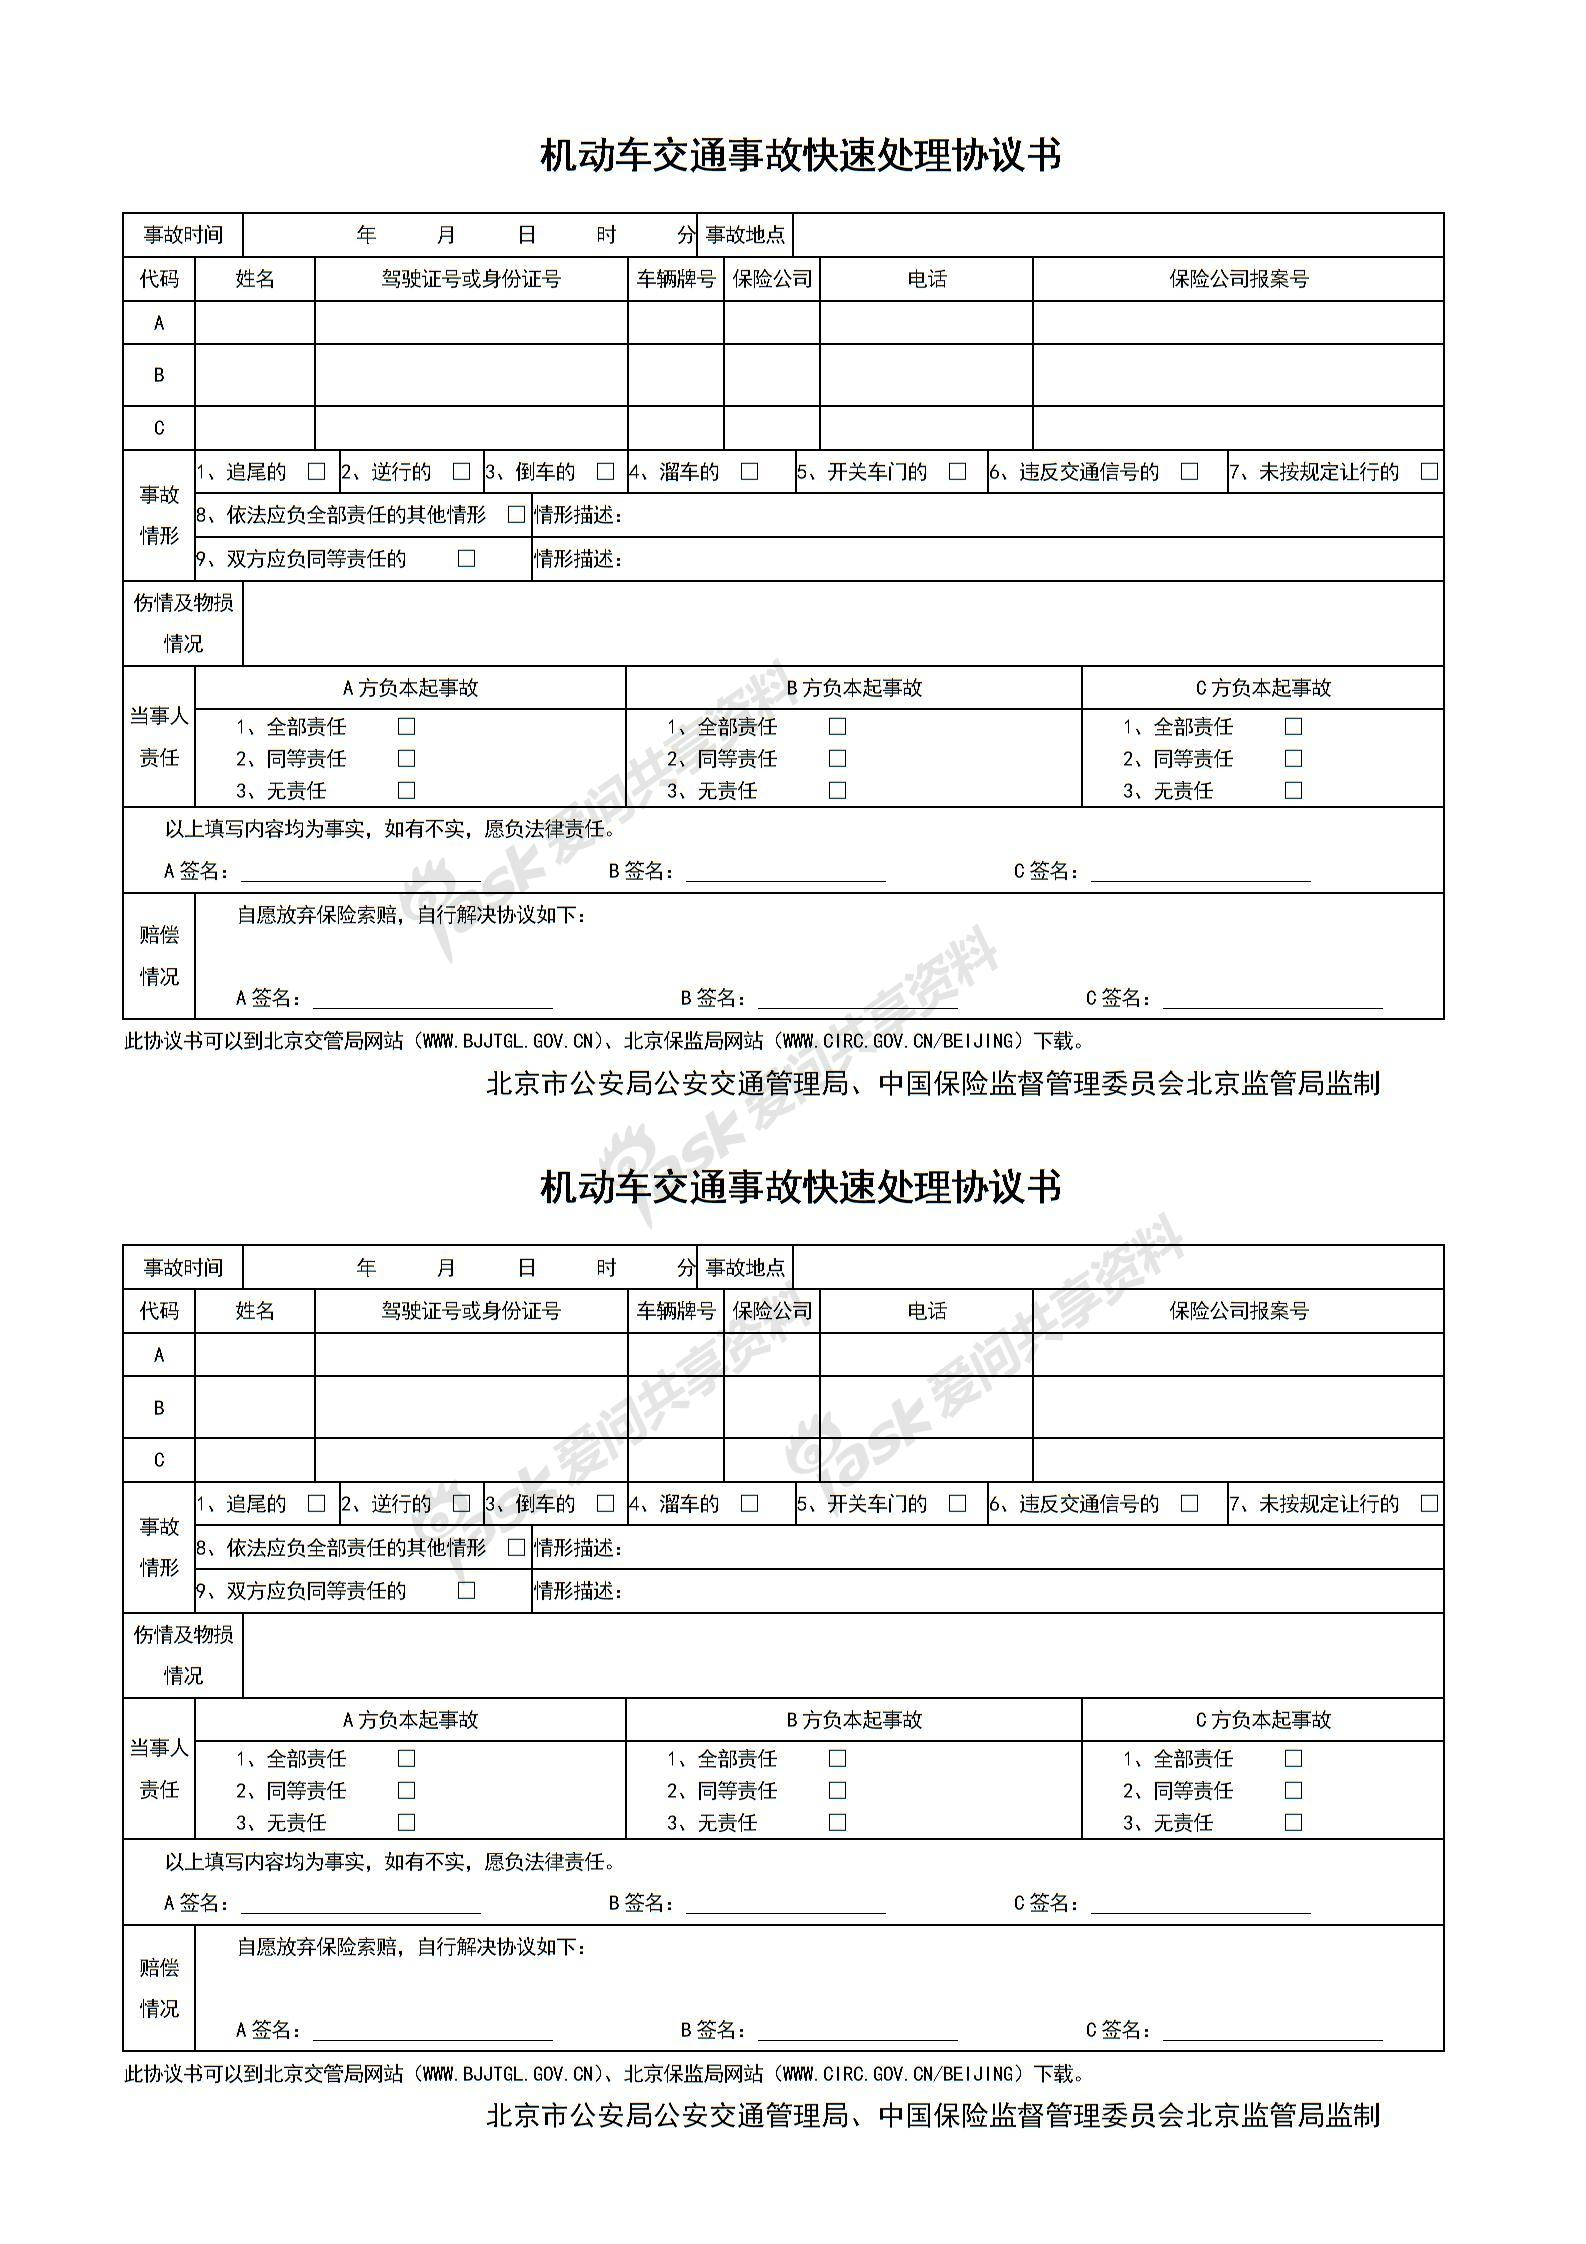 机动车交通事故快速处理协议书
事故时间 年 月 日 时 分 事故地点
代码 姓名 驾驶证号或身份证号 车辆牌号 保险公司 电话 保险公司报案号
A
B
C
事故情形
1、追尾的 □ 2、逆行的 □ 3、倒车的 □ 4、溜车的 □ 5、开关车门的 □ 6、违反交通信号的 □ 7、未按规定让行的 □
8、依法应负全部责任的其他情形 □ 情形描述：
9、双方应负同等责任的 □ 情形描述：
伤情及物损
情况
当事人责任
A方负本起事故 B方负本起事故 C方负本起事故
1、全部责任 □ 1、全部责任 □ 1、全部责任 □
2、同等责任 □ 2、同等责任 □ 2、同等责任 □
3、无责任 □ 3、无责任 □ 3、无责任 □
以上填写内容均为事实，如有不实，愿负法律责任。
A签名： B签名： C签名：
赔偿情况
自愿放弃保险索赔，自行解决协议如下：
A签名： B签名： C签名：
此协议书可以到北京交管局网站（WWW.BJJTGL.GOV.CN）、北京保监局网站（WWW.CIRC.GOV.CN/BEIJING）下载。
北京市公安局公安交通管理局、中国保险监督管理委员会北京监管局监制
机动车交通事故快速处理协议书
事故时间 年 月 日 时 分 事故地点
代码 姓名 驾驶证号或身份证号 车辆牌号 保险公司 电话 保险公司报案号
A
B
C
事故情形
1、追尾的 □ 2、逆行的 □ 3、倒车的 □ 4、溜车的 □ 5、开关车门的 □ 6、违反交通信号的 □ 7、未按规定让行的 □
8、依法应负全部责任的其他情形 □ 情形描述：
9、双方应负同等责任的 □ 情形描述：
伤情及物损
情况
当事人责任
A方负本起事故 B方负本起事故 C方负本起事故
1、全部责任 □ 1、全部责任 □ 1、全部责任 □
2、同等责任 □ 2、同等责任 □ 2、同等责任 □
3、无责任 □ 3、无责任 □ 3、无责任 □
以上填写内容均为事实，如有不实，愿负法律责任。
A签名： B签名： C签名：
赔偿情况
自愿放弃保险索赔，自行解决协议如下：
A签名： B签名： C签名：
此协议书可以到北京交管局网站（WWW.BJJTGL.GOV.CN）、北京保监局网站（WWW.CIRC.GOV.CN/BEIJING）下载。
北京市公安局公安交通管理局、中国保险监督管理委员会北京监管局监制
iask 爱问共享资料
iask 爱问共享资料
iask 爱问共享资料
iask 爱问共享资料